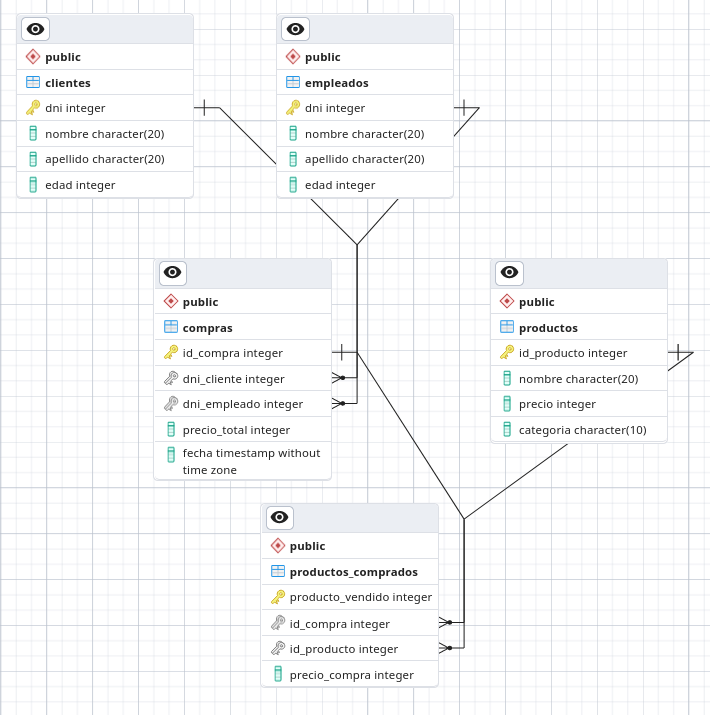 public
clientes
dni integer
nombre character(20)
apellido character(20)
edad integer
public
empleados
dni integer
nombre character(20)
apellido character(20)
edad integer
public
compras
id_compra integer
dni_cliente integer
dni_empleado integer
precio_total integer
fecha timestamp without
time zone
public
productos
id_producto integer
nombre character(20)
precio integer
categoria character(10)
public
productos_comprados
producto_vendido integer
id_compra integer
id_producto integer
precio_compra integer